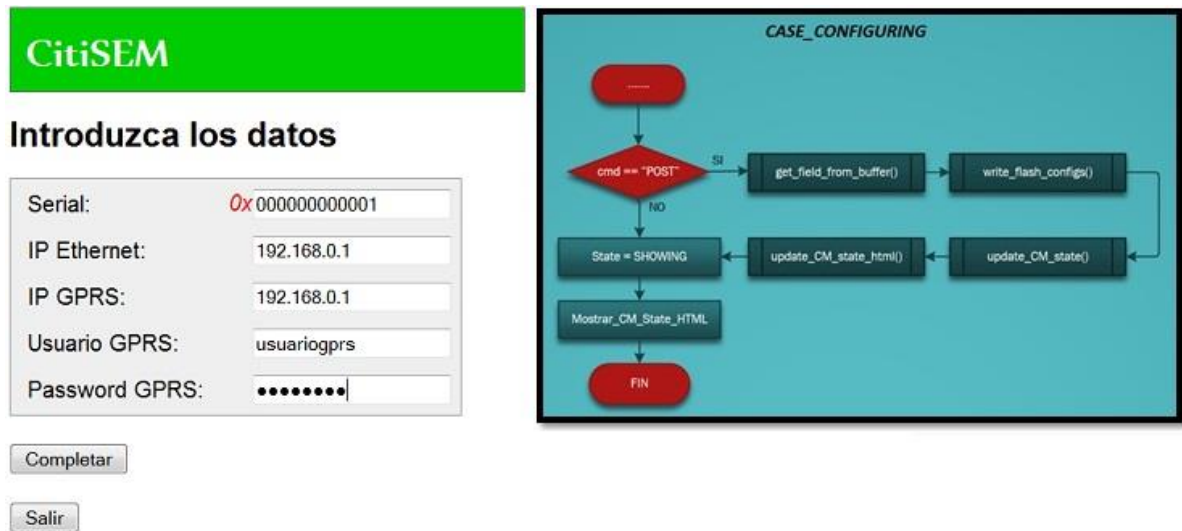 CitiSEM
Introduzca los datos
Serial: 0x 000000000001
IP Ethernet: 192.168.0.1
IP GPRS: 192.168.0.1
Usuario GPRS: usuariogprs
Password GPRS: ••••••••
Completar
Salir
CASE_CONFIGURING
.......
cmd == "POST"
SI
get_field_from_buffer()
write_flash_configs()
NO
State = SHOWING
update_CM_state_html()
update_CM_state()
Mostrar_CM_State_HTML
FIN